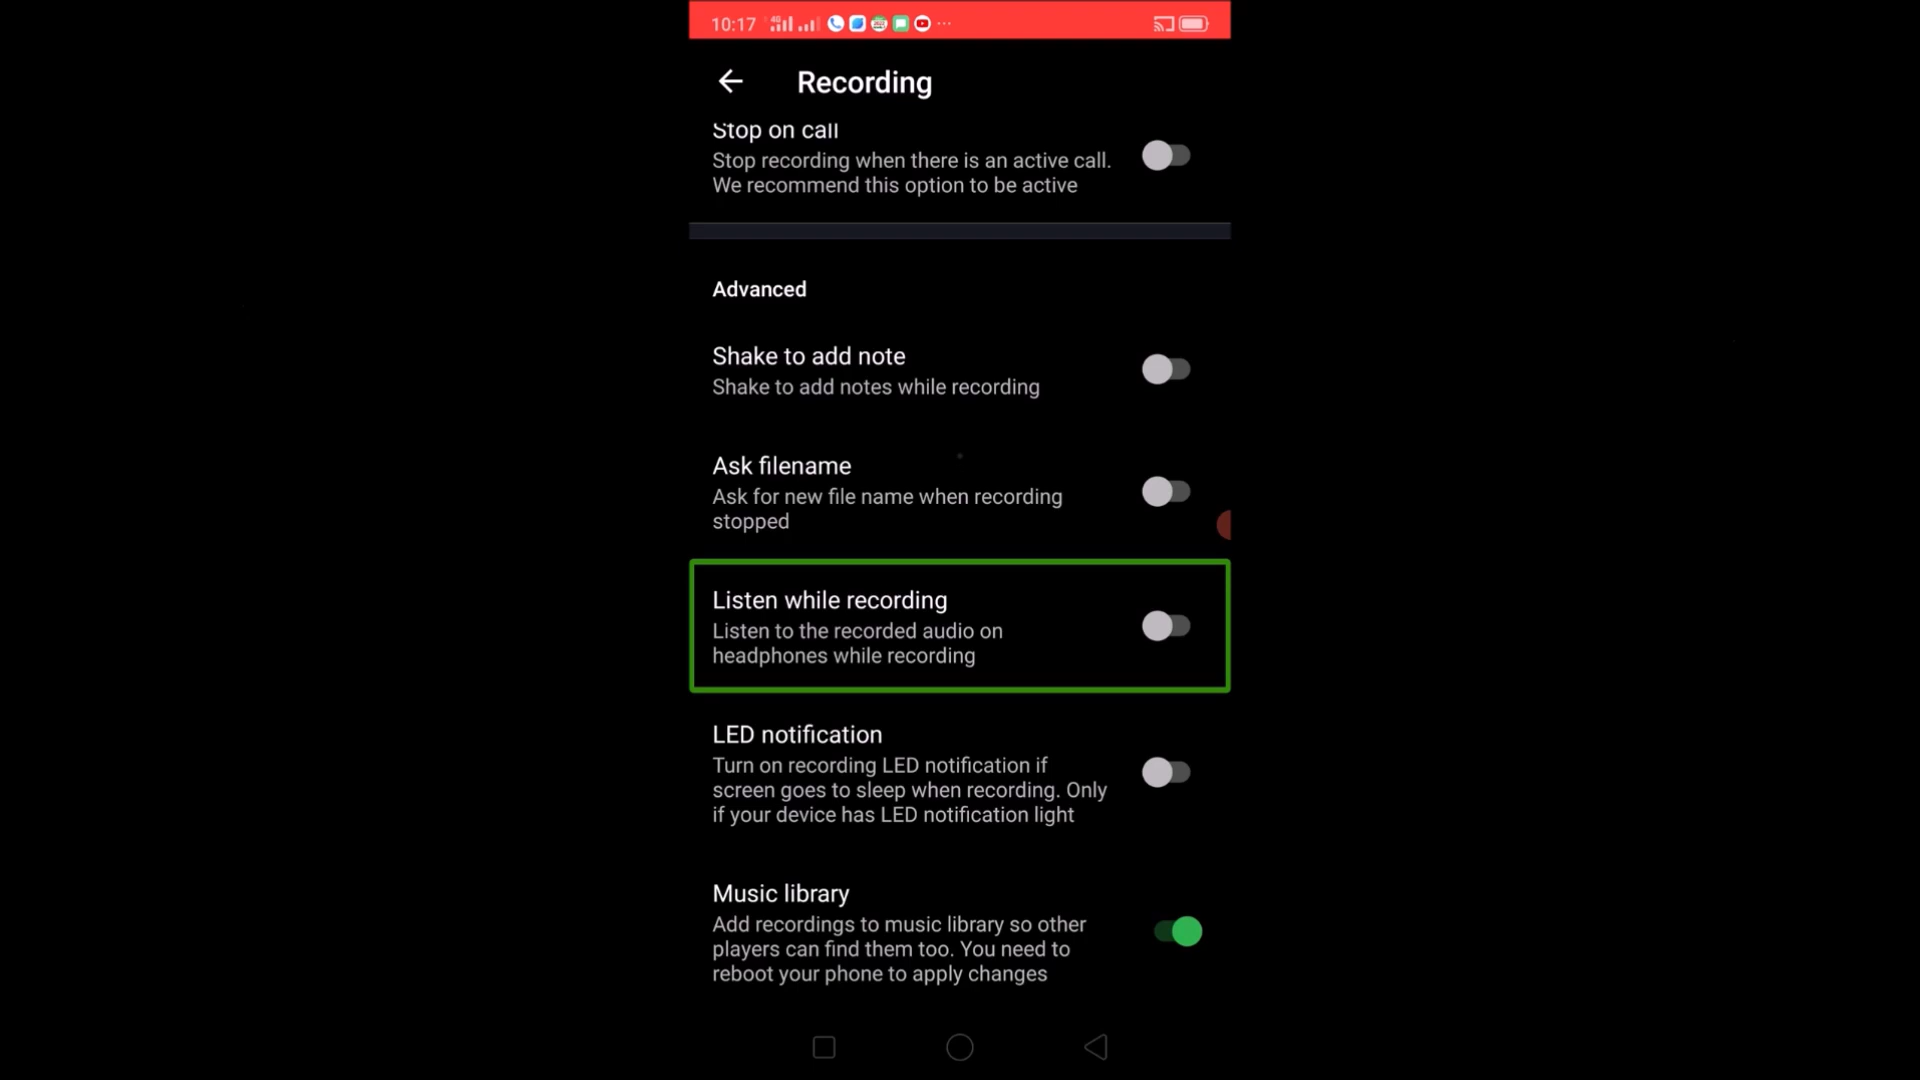 10:17
Recording
Stop on call
Stop recording when there is an active call.
We recommend this option to be active
Advanced
Shake to add note
Shake to add notes while recording
Ask filename
Ask for new file name when recording
stopped
Listen while recording
Listen to the recorded audio on
headphones while recording
LED notification
Turn on recording LED notification if
screen goes to sleep when recording. Only
if your device has LED notification light
Music library
Add recordings to music library so other
players can find them too. You need to
reboot your phone to apply changes